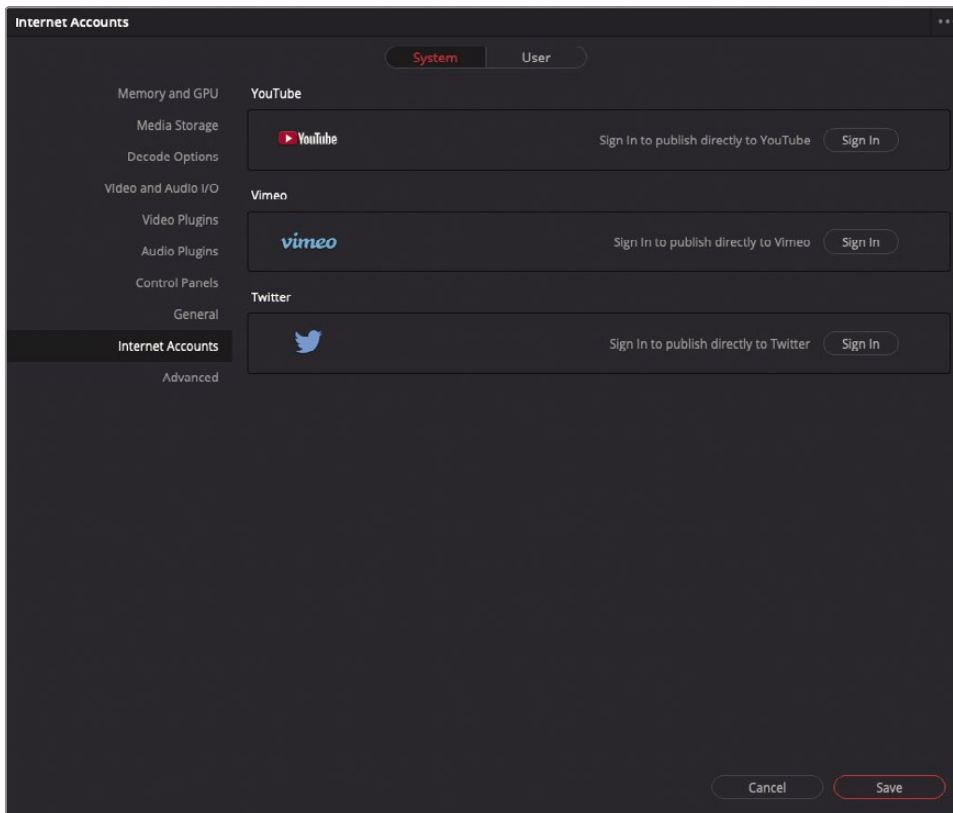 Internet Accounts
System
User
Memory and GPU
Media Storage
Decode Options
Video and Audio I/O
Video Plugins
Audio Plugins
Control Panels
General
Internet Accounts
Advanced
YouTube
YouTube
Sign In to publish directly to YouTube
Sign In
Vimeo
vimeo
Sign In to publish directly to Vimeo
Sign In
Twitter
Sign In to publish directly to Twitter
Sign In
Cancel
Save